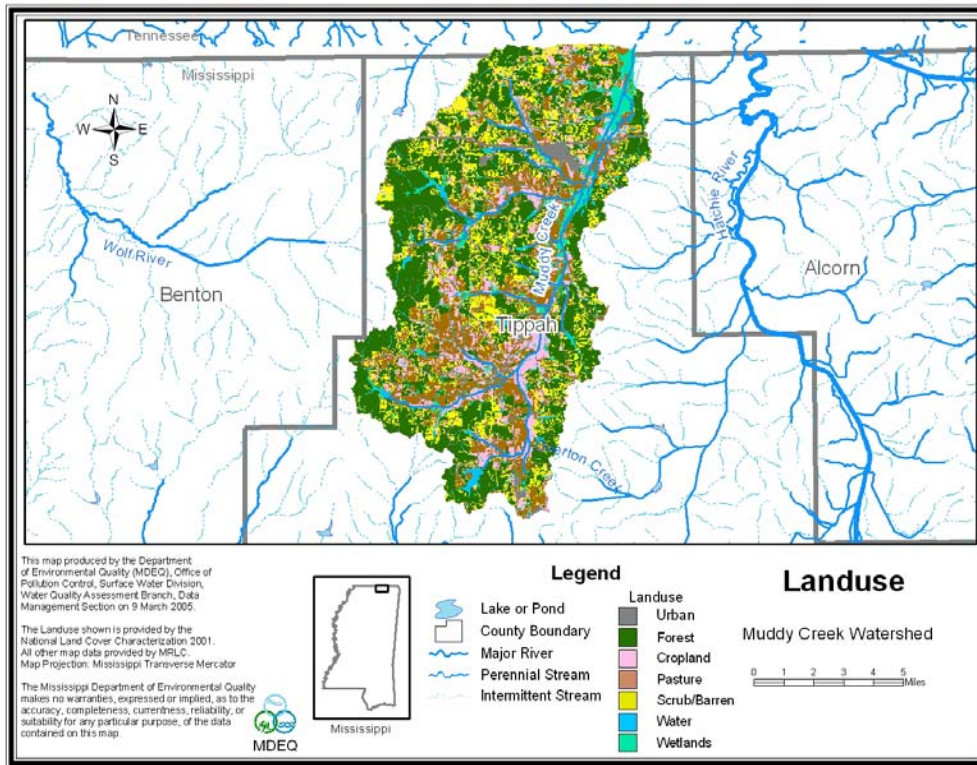 Tennessee
Mississippi
N
W E
S
Wolf River
Benton
Muddy Creek
Tippah
Hatchie River
Alcorn
erton Creek
This map produced by the Department
of Environmental Quality (MDEQ), Office of
Pollution Control, Surface Water Division,
Water Quality Assessment Branch, Data
Management Section on 9 March 2005.
The Landuse shown is provided by the
National Land Cover Characterization 2001.
All other map data provided by MRLC.
Map Projection: Mississippi Transverse Mercator
The Mississippi Department of Environmental Quality
makes no warranties, expressed or implied, as to the
accuracy, completeness, currentness, reliability, or
suitability for any particular purpose, of the data
contained on this map.
MDEQ
Mississippi
Legend
Lake or Pond
County Boundary
Major River
Perennial Stream
Intermittent Stream
Landuse
Urban
Forest
Cropland
Pasture
Scrub/Barren
Water
Wetlands
Landuse
Muddy Creek Watershed
0 1 2 3 4 5
Miles